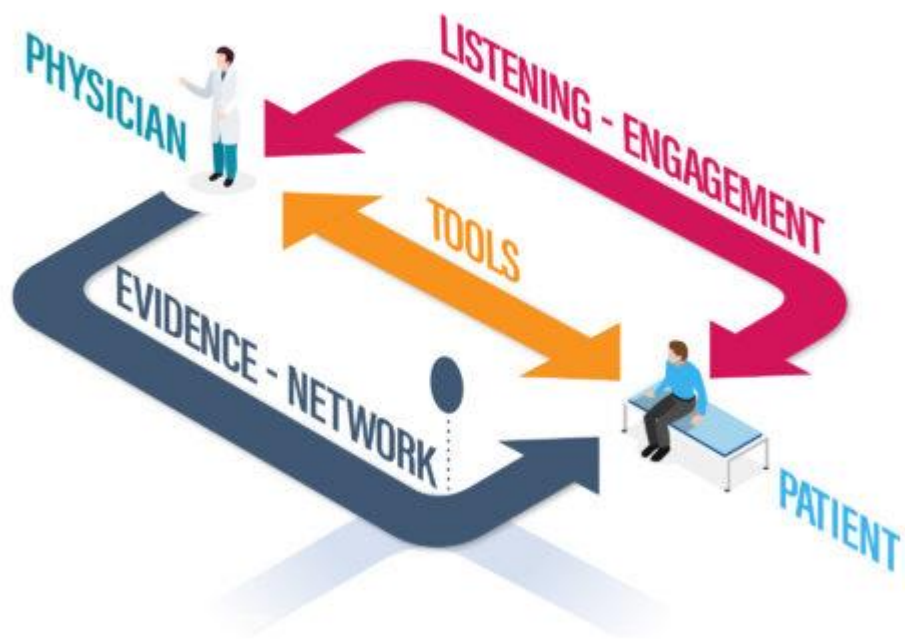 PHYSICIAN
LISTENING - ENGAGEMENT
TOOLS
EVIDENCE - NETWORK
PATIENT